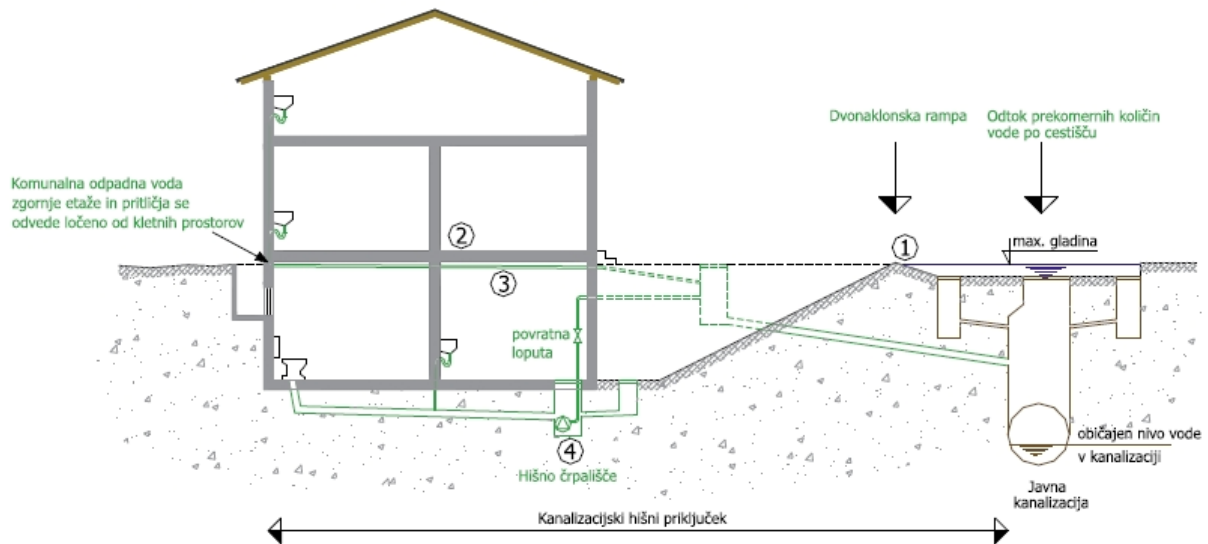 Dvonaklonska rampa
Odtok prekomernih količin
vode po cestišču
Komunalna odpadna voda
zgornje etaže in pritličja se
odvede ločeno od kletnih prostorov
2
1
max. gladina
3
povratna
loputa
4
Hišno črpališče
običajen nivo vode
v kanalizaciji
Javna
kanalizacija
Kanalizacijski hišni priključek